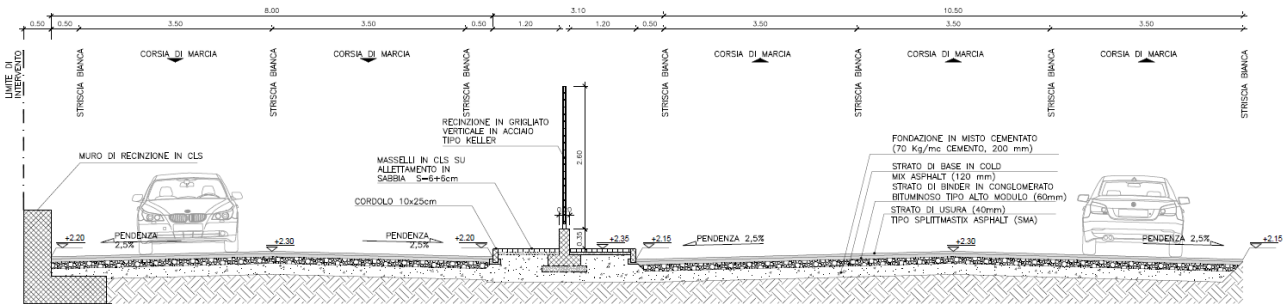 8.00 3.10 10.50
0.50 0.50 3.50 3.50 0.50 1.20 1.20 0.50 3.50 3.50 3.50
LIMITE DI
INTERVENTO
STRISCIA BIANCA
CORSIA DI MARCIA
STRISCIA BIANCA
CORSIA DI MARCIA
STRISCIA BIANCA
STRISCIA BIANCA
CORSIA DI MARCIA
STRISCIA BIANCA
CORSIA DI MARCIA
STRISCIA BIANCA
CORSIA DI MARCIA
STRISCIA BIANCA
MURO DI RECINZIONE IN CLS
RECINZIONE IN GRIGLIATO
VERTICALE IN ACCIAIO
TIPO KELLER
MASSELLI IN CLS SU
ALLETTAMENTO IN
SABBIA S=6+6cm
CORDOLO 10x25cm
2.60
0.35
FONDAZIONE IN MISTO CEMENTATO
(70 Kg/mc CEMENTO, 200 mm)
STRATO DI BASE IN COLD
MIX ASPHALT (120 mm)
STRATO DI BINDER IN CONGLOMERATO
BITUMINOSO TIPO ALTO MODULO (60mm)
STRATO DI USURA (40mm)
TIPO SPLITTMASTIX ASPHALT (SMA)
+2.20
PENDENZA
2,5%
+2.30
PENDENZA
2,5%
+2.20
+2.35
+2.15
PENDENZA 2,5%
+2.30
PENDENZA 2,5%
+2.15